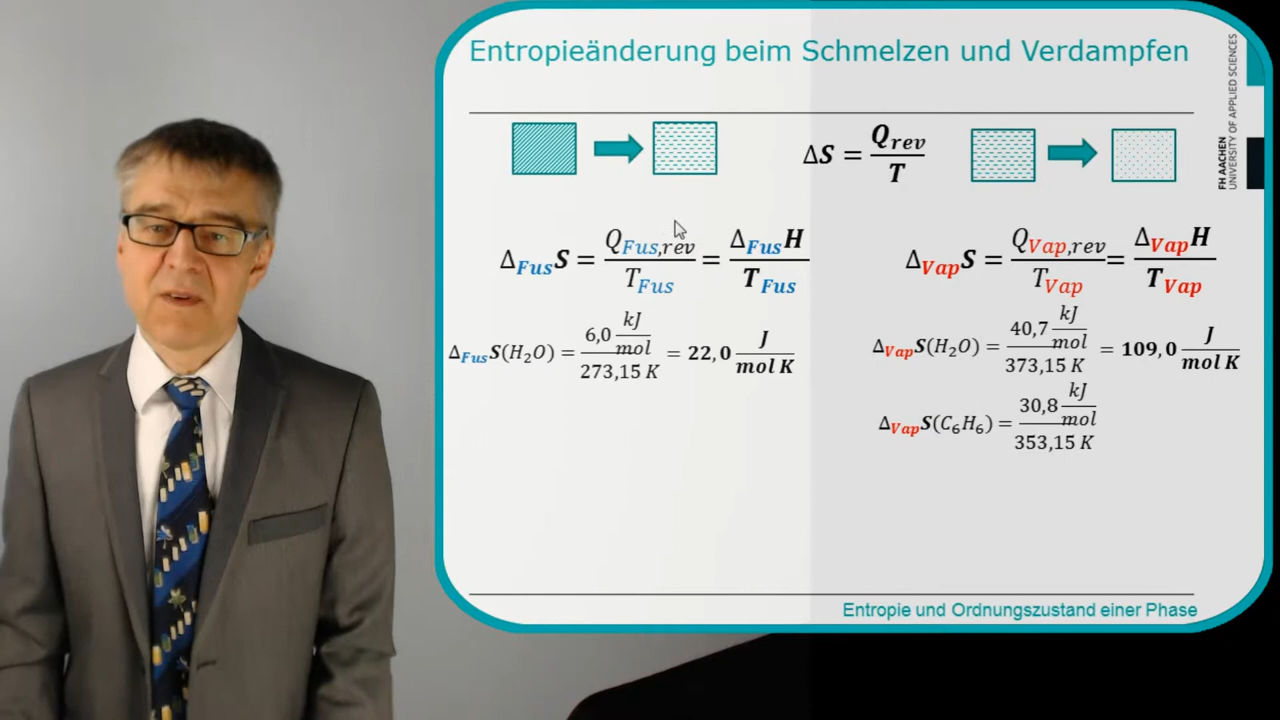 Entropieänderung beim Schmelzen und Verdampfen
FH AACHEN
UNIVERSITY OF APPLIED SCIENCES
ΔS = Q_rev / T
Δ_Fus S = Q_Fus,rev / T_Fus = Δ_Fus H / T_Fus
Δ_Fus S(H₂O) = 6,0 kJ/mol / 273,15 K = 22,0 J/mol K
Δ_Vap S = Q_Vap,rev / T_Vap = Δ_Vap H / T_Vap
Δ_Vap S(H₂O) = 40,7 kJ/mol / 373,15 K = 109,0 J/mol K
Δ_Vap S(C₆H₆) = 30,8 kJ/mol / 353,15 K
Entropie und Ordnungszustand einer Phase